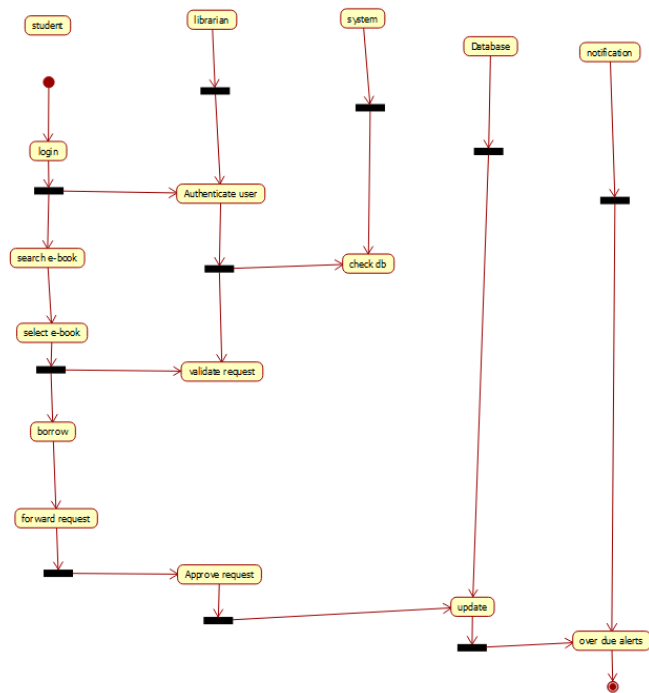 student
librarian
system
Database
notification
login
Authenticate user
search e-book
check db
select e-book
validate request
borrow
forward request
Approve request
update
over due alerts